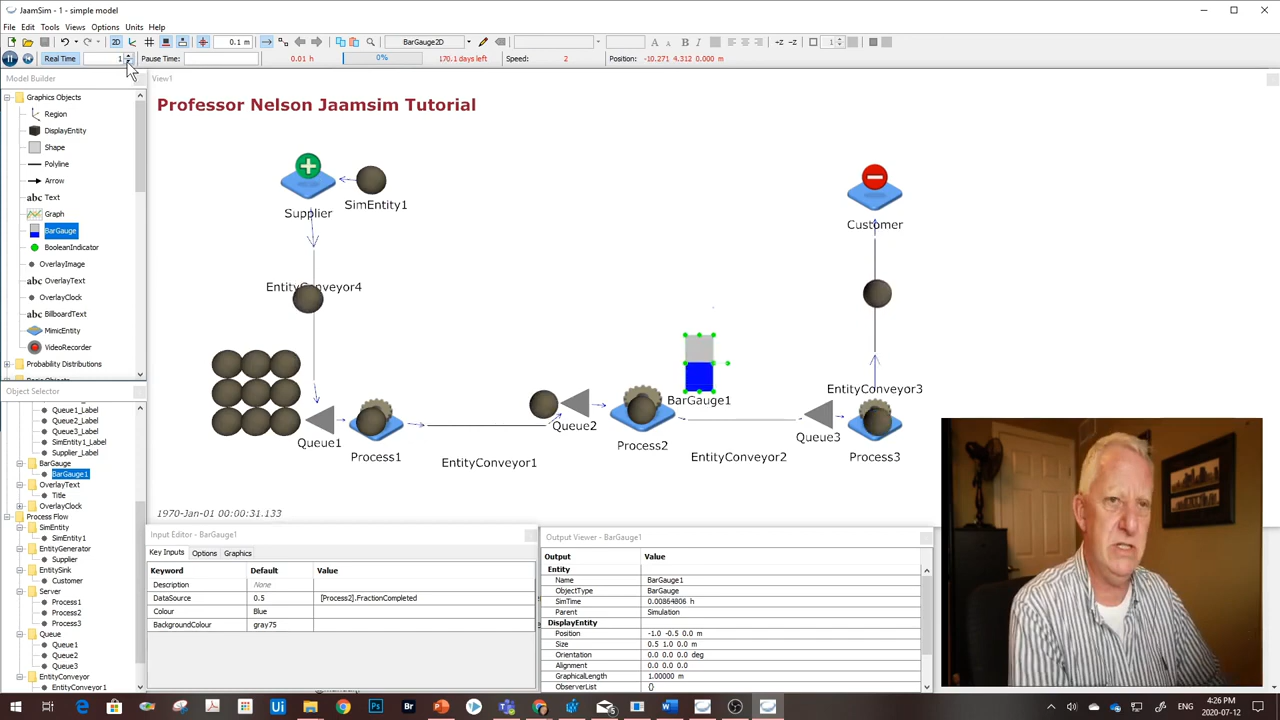 JaamSim - 1 - simple model
File Edit Tools Views Options Units Help
2D 0.1 m BarGauge2D A A B I -Z +Z 1
Real Time 1 Pause Time: 0.01 h 0% 170.1 days left Speed: 2 Position: -10.271 4.312 0.000 m
Model Builder
View1
Graphics Objects
Region
DisplayEntity
Shape
Polyline
Arrow
abc Text
Graph
BarGauge
BooleanIndicator
OverlayImage
abc OverlayText
OverlayClock
abc BillboardText
MimicEntity
VideoRecorder
Probability Distributions
Object Selector
Queue1_Label
Queue2_Label
Queue3_Label
SimEntity1_Label
Supplier_Label
BarGauge
BarGauge1
OverlayText
Title
OverlayClock
Process Flow
SimEntity
SimEntity1
EntityGenerator
Supplier
EntitySink
Customer
Server
Process1
Process2
Process3
Queue
Queue1
Queue2
Queue3
EntityConveyor
EntityConveyor1
Professor Nelson Jaamsim Tutorial
Supplier
SimEntity1
Customer
EntityConveyor4
Queue1
Process1
EntityConveyor1
Queue2
Process2
BarGauge1
EntityConveyor2
Queue3
EntityConveyor3
Process3
1970-Jan-01 00:00:31.133
Input Editor - BarGauge1
Key Inputs Options Graphics
Keyword Default Value
Description None
DataSource 0.5 [Process2].FractionCompleted
Colour Blue
BackgroundColour gray75
Output Viewer - BarGauge1
Output Value
Entity
Name BarGauge1
ObjectType BarGauge
SimTime 0.00864806 h
Parent Simulation
DisplayEntity
Position -1.0 -0.5 0.0 m
Size 0.5 1.0 0.0 m
Orientation 0.0 0.0 0.0 deg
Alignment 0.0 0.0 0.0
GraphicalLength 1.00000 m
ObserverList {}
4:26 PM
2020-07-12